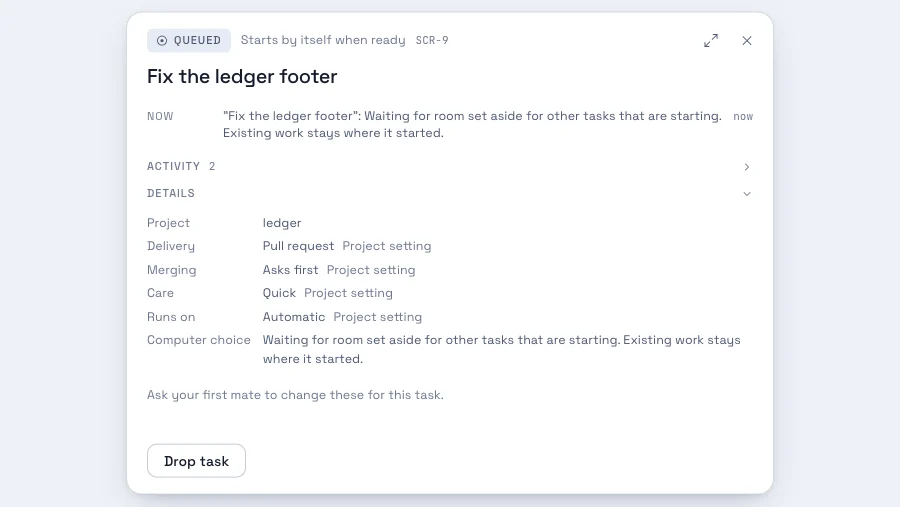 QUEUED Starts by itself when ready SCR-9
Fix the ledger footer
NOW "Fix the ledger footer": Waiting for room set aside for other tasks that are starting. now
Existing work stays where it started.
ACTIVITY 2
DETAILS
Project ledger
Delivery Pull request Project setting
Merging Asks first Project setting
Care Quick Project setting
Runs on Automatic Project setting
Computer choice Waiting for room set aside for other tasks that are starting. Existing work stays
where it started.
Ask your first mate to change these for this task.
Drop task